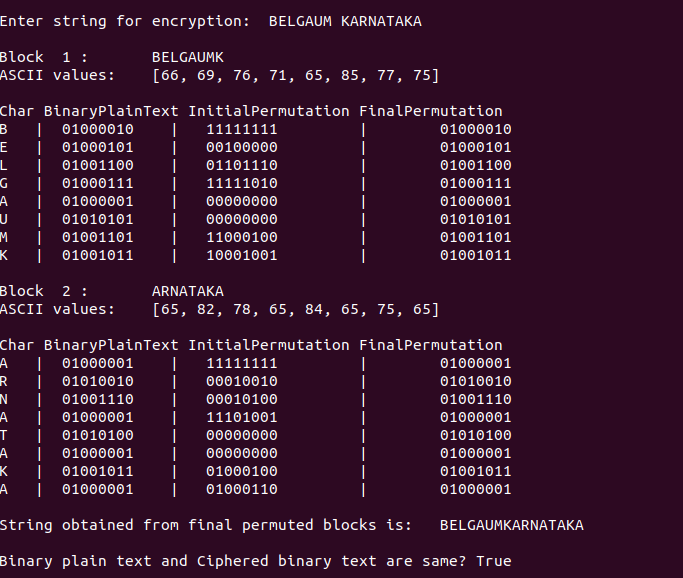 Enter string for encryption:  BELGAUM KARNATAKA
Block  1 :       BELGAUMK
ASCII values:    [66, 69, 76, 71, 65, 85, 77, 75]
Char BinaryPlainText InitialPermutation FinalPermutation
B   |  01000010    |   11111111         |        01000010
E   |  01000101    |   00100000         |        01000101
L   |  01001100    |   01101110         |        01001100
G   |  01000111    |   11111010         |        01000111
A   |  01000001    |   00000000         |        01000001
U   |  01010101    |   00000000         |        01010101
M   |  01001101    |   11000100         |        01001101
K   |  01001011    |   10001001         |        01001011
Block  2 :       ARNATAKA
ASCII values:    [65, 82, 78, 65, 84, 65, 75, 65]
Char BinaryPlainText InitialPermutation FinalPermutation
A   |  01000001    |   11111111         |        01000001
R   |  01010010    |   00010010         |        01010010
N   |  01001110    |   00010100         |        01001110
A   |  01000001    |   11101001         |        01000001
T   |  01010100    |   00000000         |        01010100
A   |  01000001    |   00000000         |        01000001
K   |  01001011    |   01000100         |        01001011
A   |  01000001    |   01000110         |        01000001
String obtained from final permuted blocks is:   BELGAUMKARNATAKA
Binary plain text and Ciphered binary text are same? True